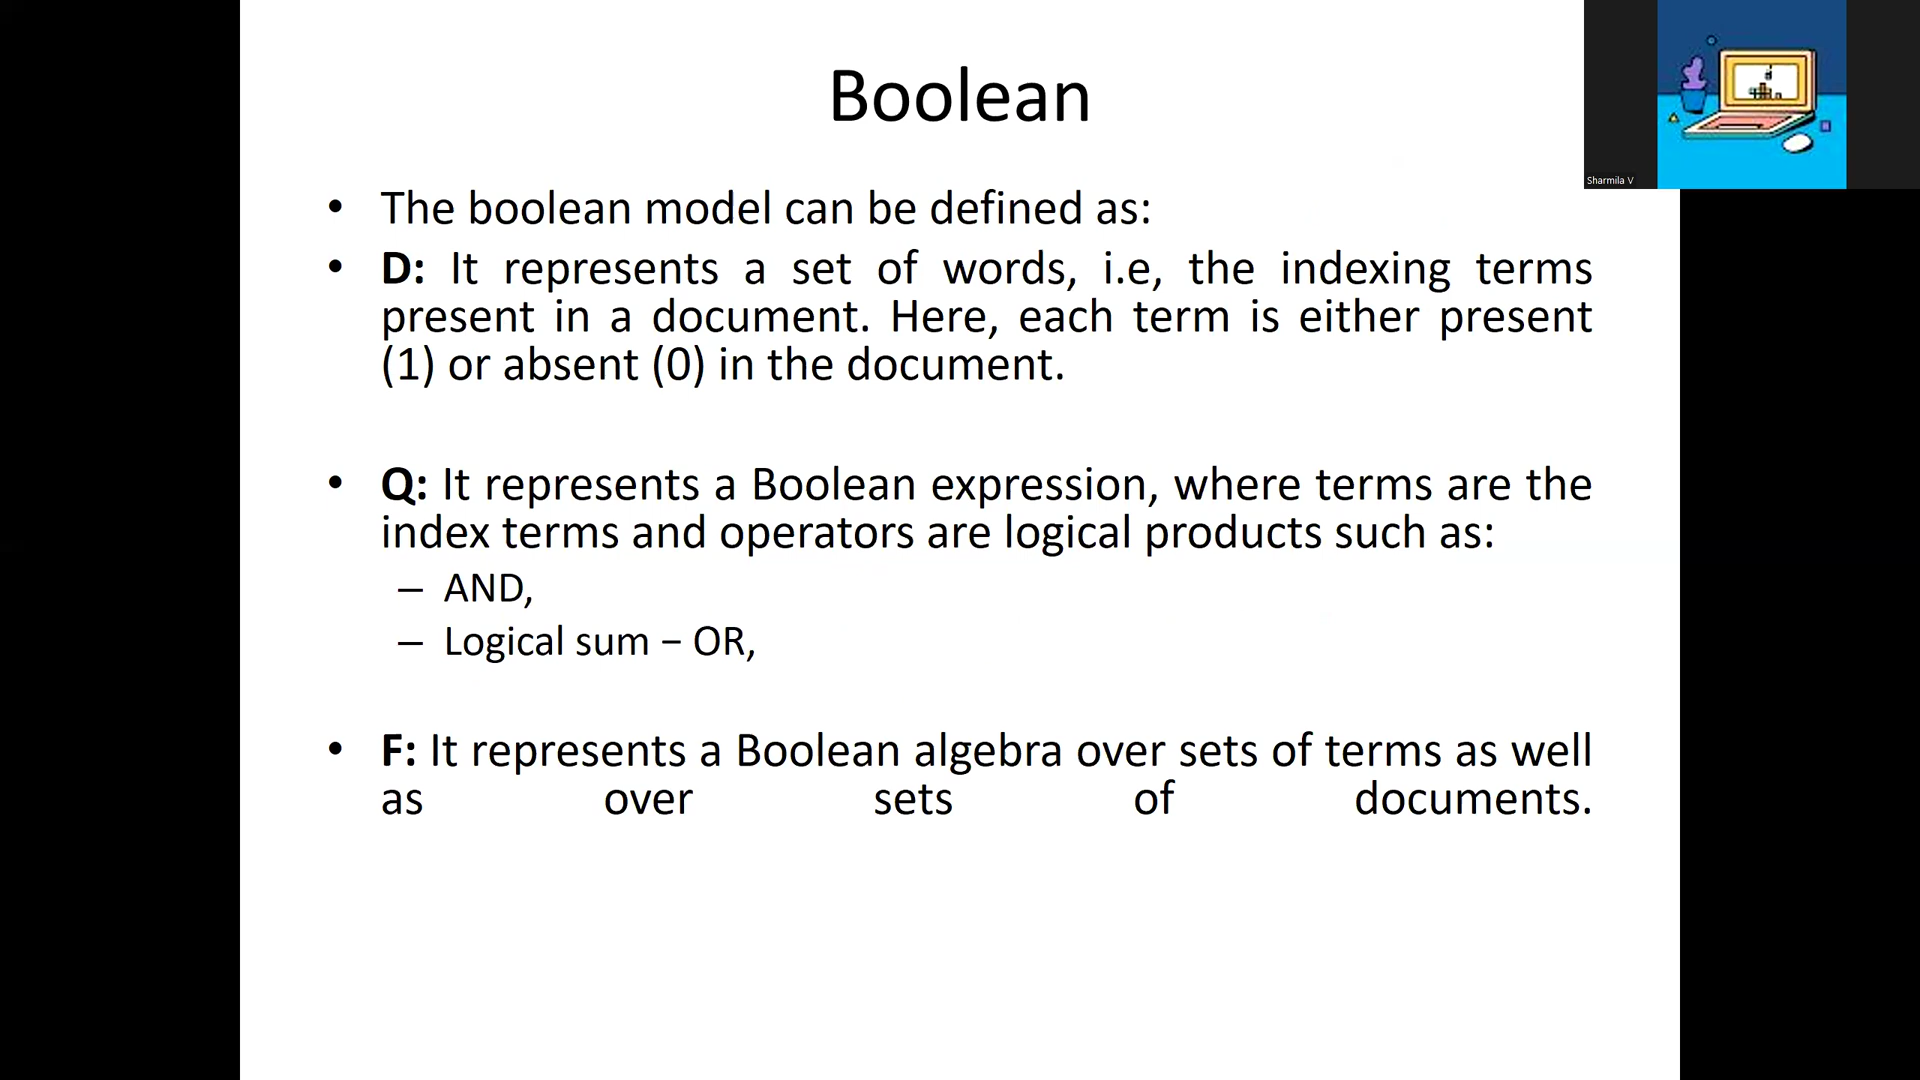 Boolean
Sharmila V
• The boolean model can be defined as:
• D: It represents a set of words, i.e, the indexing terms
present in a document. Here, each term is either present
(1) or absent (0) in the document.
• Q: It represents a Boolean expression, where terms are the
index terms and operators are logical products such as:
– AND,
– Logical sum − OR,
• F: It represents a Boolean algebra over sets of terms as well
as over sets of documents.